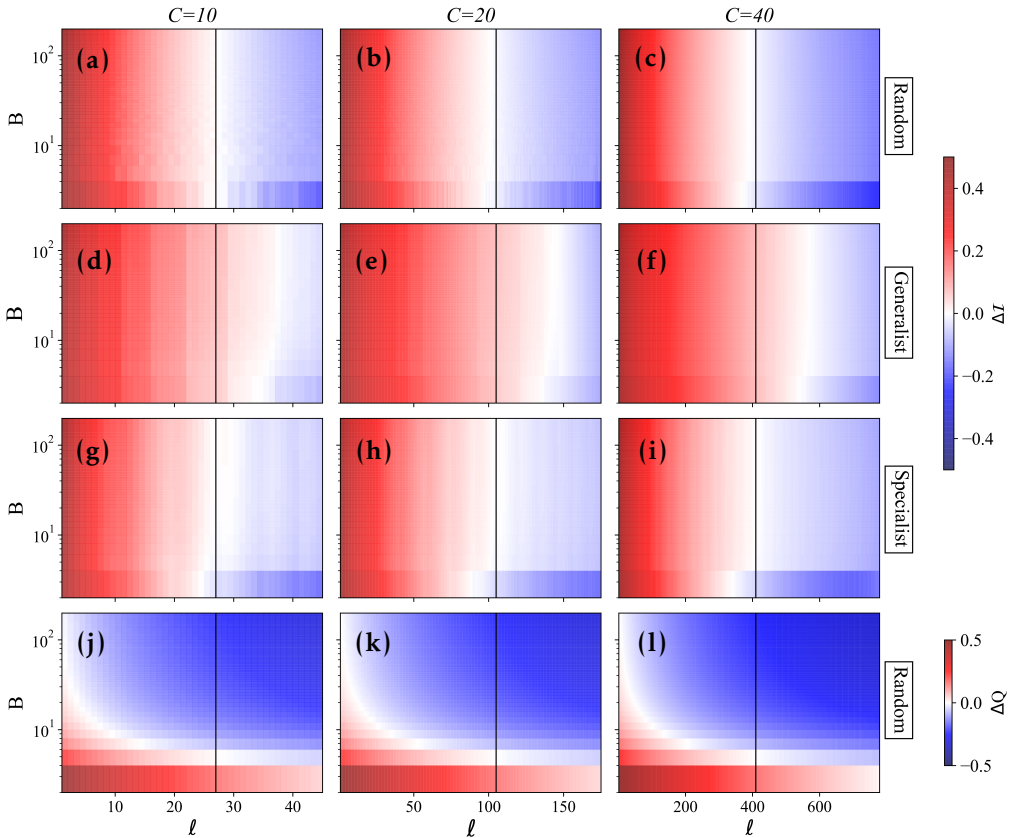 C=10 C=20 C=40
(a) (b) (c)
B
10²
10¹
Random
(d) (e) (f)
B
10²
10¹
Generalist
(g) (h) (i)
B
10²
10¹
Specialist
(j) (k) (l)
B
10²
10¹
Random
10 20 30 40
50 100 150
200 400 600
ℓ ℓ ℓ
0.4
0.2
0.0
−0.2
−0.4
ΔI
0.5
0.0
−0.5
ΔQ